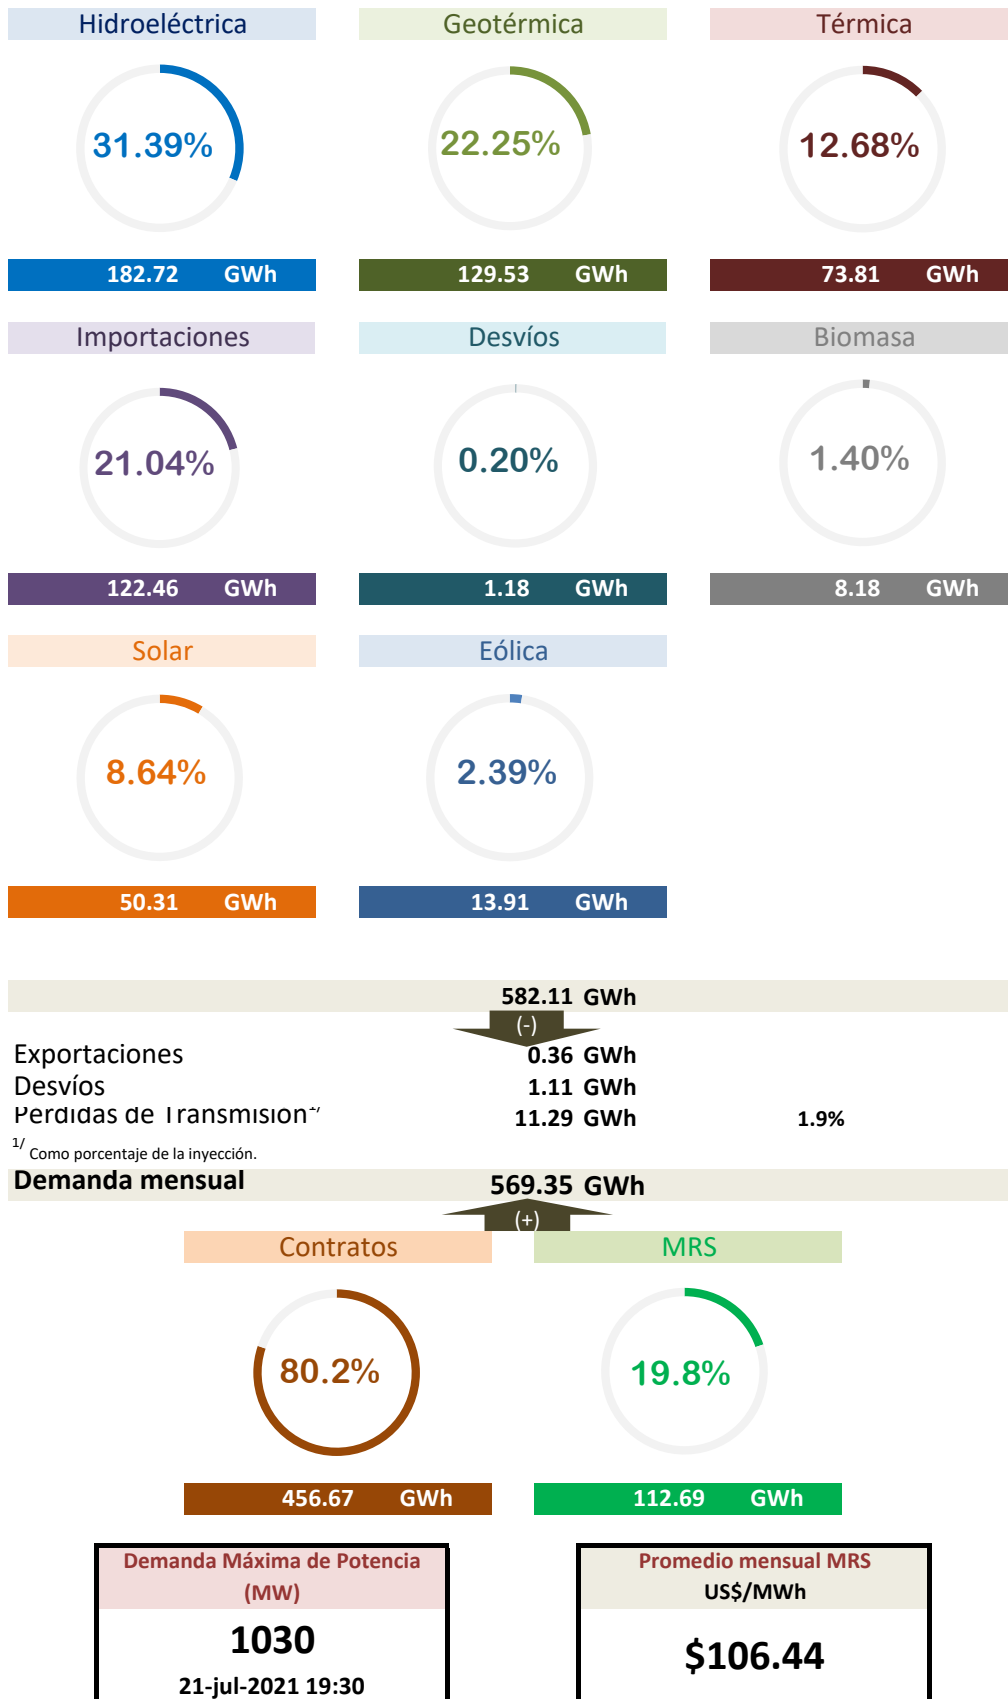 Hidroeléctrica Geotérmica Térmica
31.39% 22.25% 12.68%
182.72 GWh 129.53 GWh 73.81 GWh
Importaciones Desvíos Biomasa
21.04% 0.20% 1.40%
122.46 GWh 1.18 GWh 8.18 GWh
Solar Eólica
8.64% 2.39%
50.31 GWh 13.91 GWh
582.11 GWh
(-)
Exportaciones 0.36 GWh
Desvíos 1.11 GWh
Pérdidas de Transmisión 1/ 11.29 GWh 1.9%
1/ Como porcentaje de la inyección.
Demanda mensual 569.35 GWh
(+)
Contratos MRS
80.2% 19.8%
456.67 GWh 112.69 GWh
Demanda Máxima de Potencia Promedio mensual MRS
(MW) US$/MWh
1030 $106.44
21-jul-2021 19:30